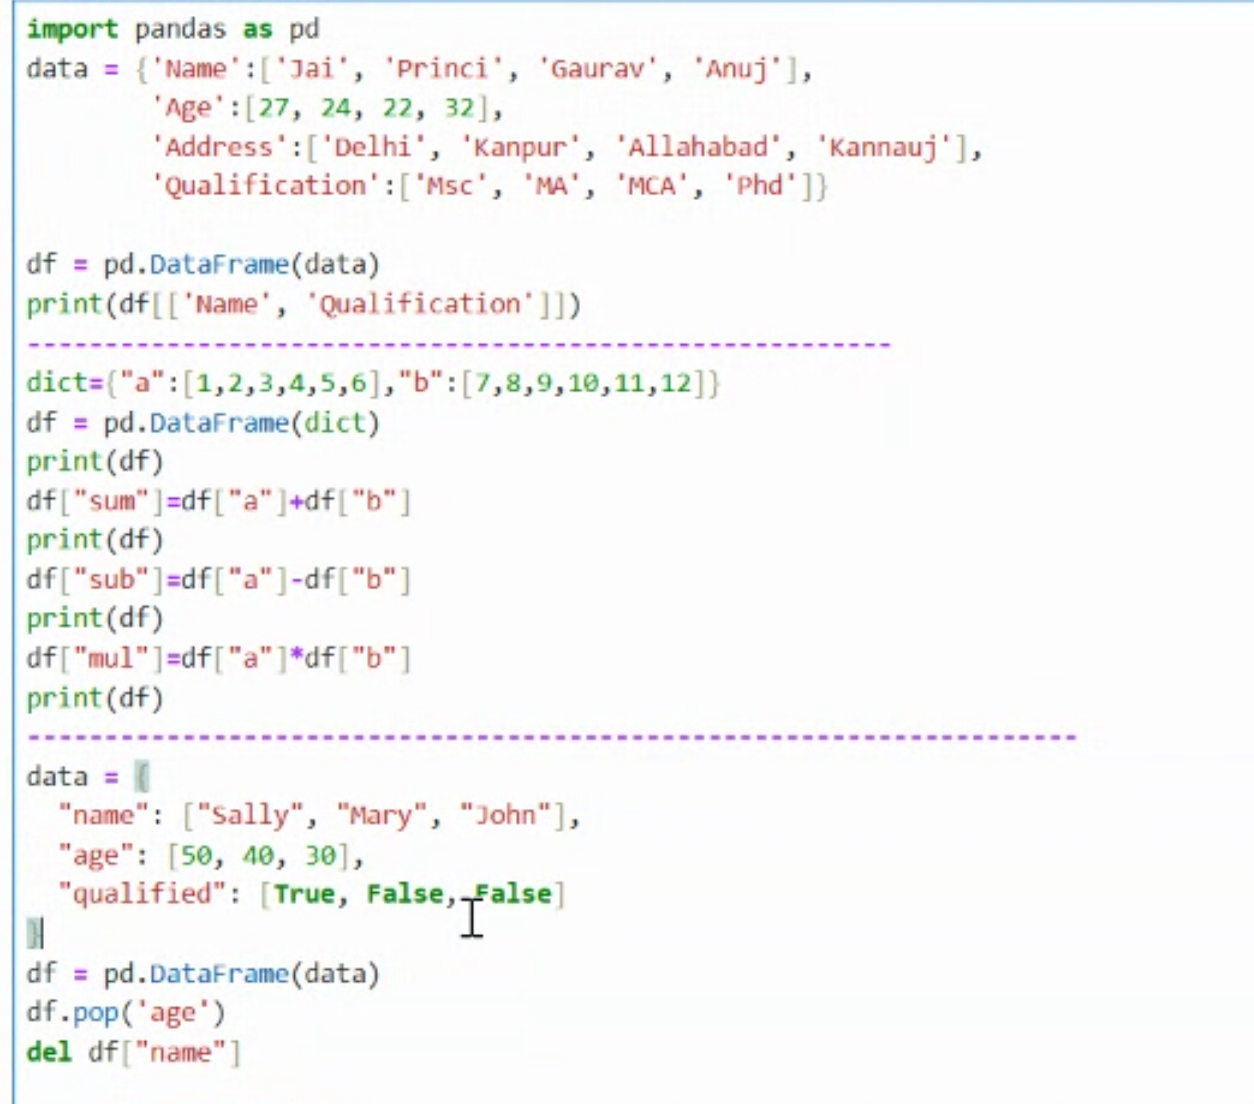 import pandas as pd
data = {'Name':['Jai', 'Princi', 'Gaurav', 'Anuj'],
        'Age':[27, 24, 22, 32],
        'Address':['Delhi', 'Kanpur', 'Allahabad', 'Kannauj'],
        'Qualification':['Msc', 'MA', 'MCA', 'Phd']}

df = pd.DataFrame(data)
print(df[['Name', 'Qualification']])
--------------------------------------------------------
dict={"a":[1,2,3,4,5,6],"b":[7,8,9,10,11,12]}
df = pd.DataFrame(dict)
print(df)
df["sum"]=df["a"]+df["b"]
print(df)
df["sub"]=df["a"]-df["b"]
print(df)
df["mul"]=df["a"]*df["b"]
print(df)
--------------------------------------------------------------------
data = {
  "name": ["Sally", "Mary", "John"],
  "age": [50, 40, 30],
  "qualified": [True, False, False]
}
df = pd.DataFrame(data)
df.pop('age')
del df["name"]